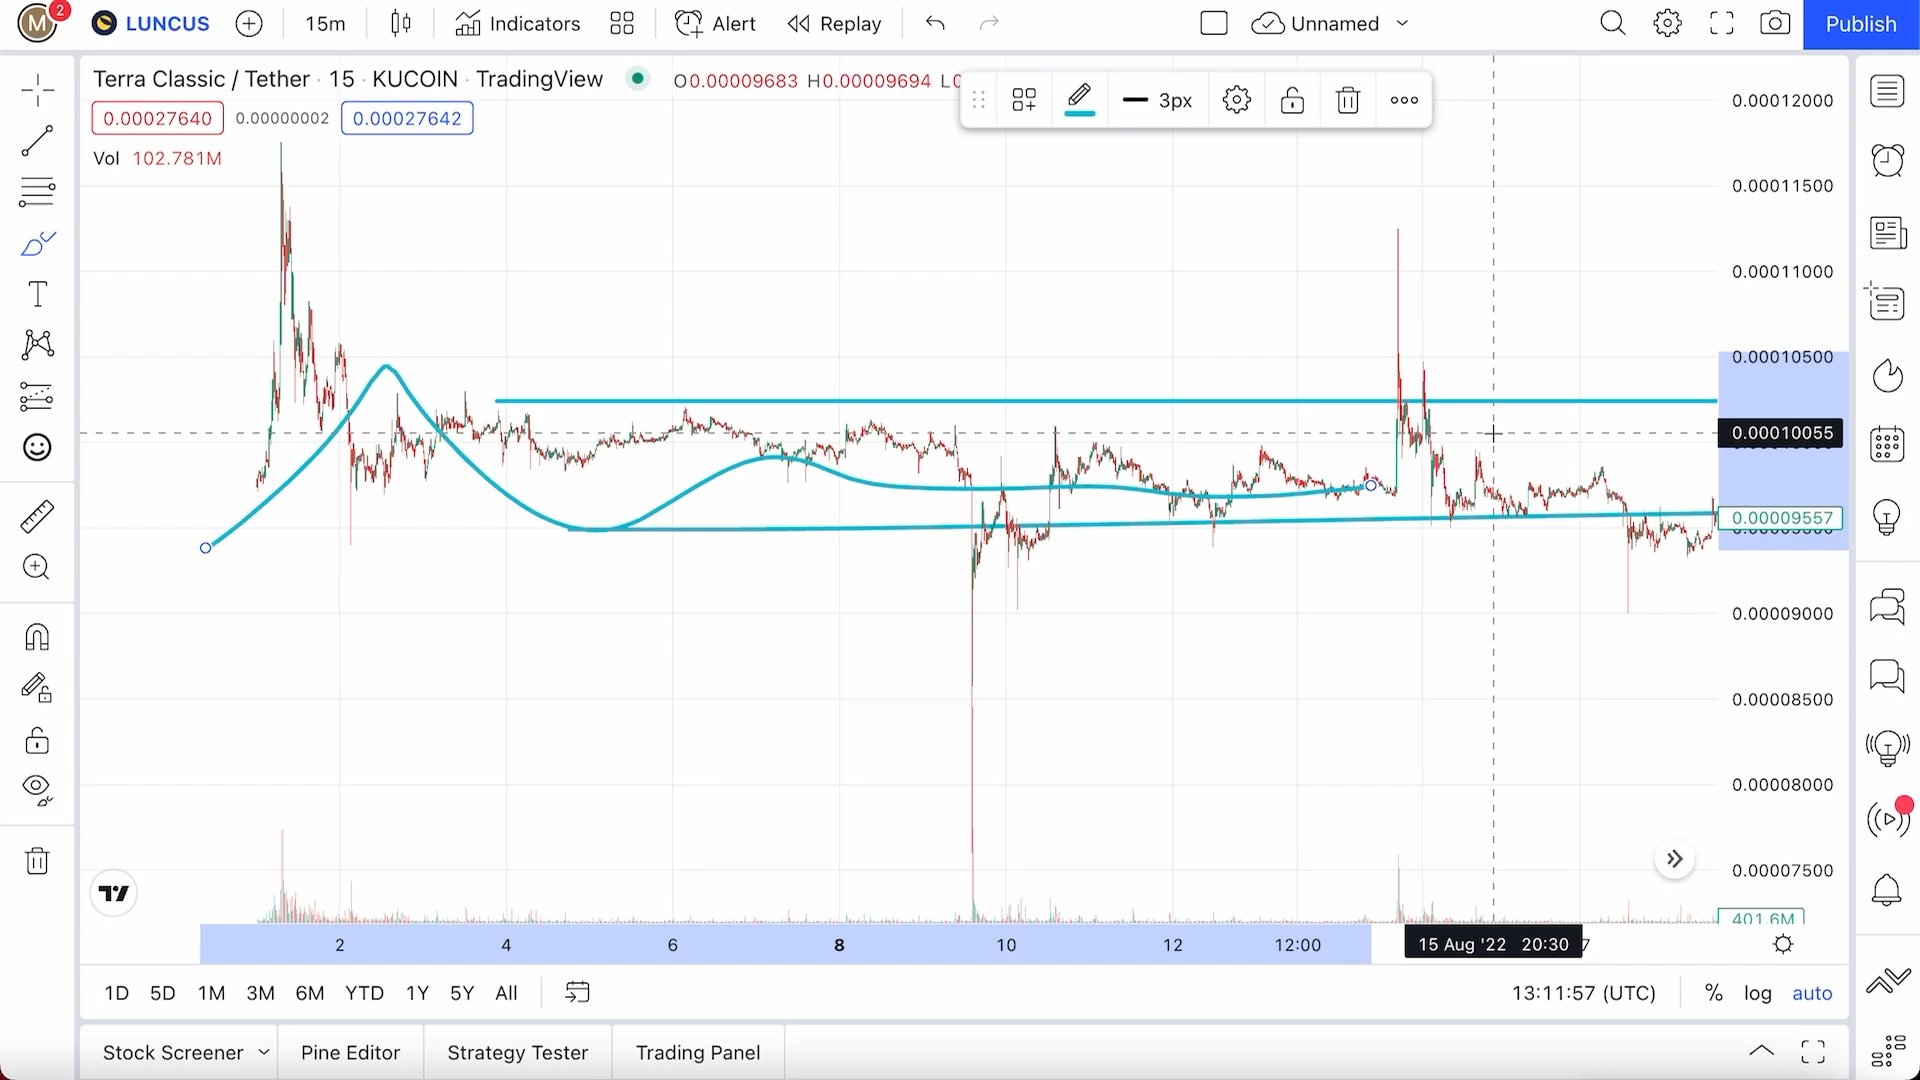 M 2 LUNCUS 15m Indicators Alert Replay Unnamed Publish
Terra Classic / Tether · 15 · KUCOIN · TradingView O0.00009683 H0.00009694 L0
3px
0.00027640 0.00000002 0.00027642
Vol 102.781M
0.00012000
0.00011500
0.00011000
0.00010500
0.00010055
0.00009557
0.00009000
0.00008500
0.00008000
0.00007500
401.6M
2 4 6 8 10 12 12:00 15 Aug '22 20:30 7
1D 5D 1M 3M 6M YTD 1Y 5Y All 13:11:57 (UTC) % log auto
Stock Screener Pine Editor Strategy Tester Trading Panel